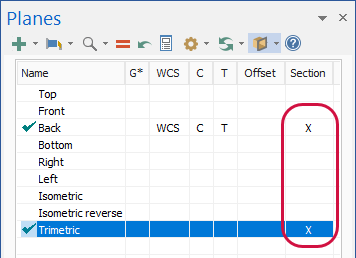 Planes
Name G* WCS C T Offset Section
Top
Front
Back WCS C T X
Bottom
Right
Left
Isometric
Isometric reverse
Trimetric X